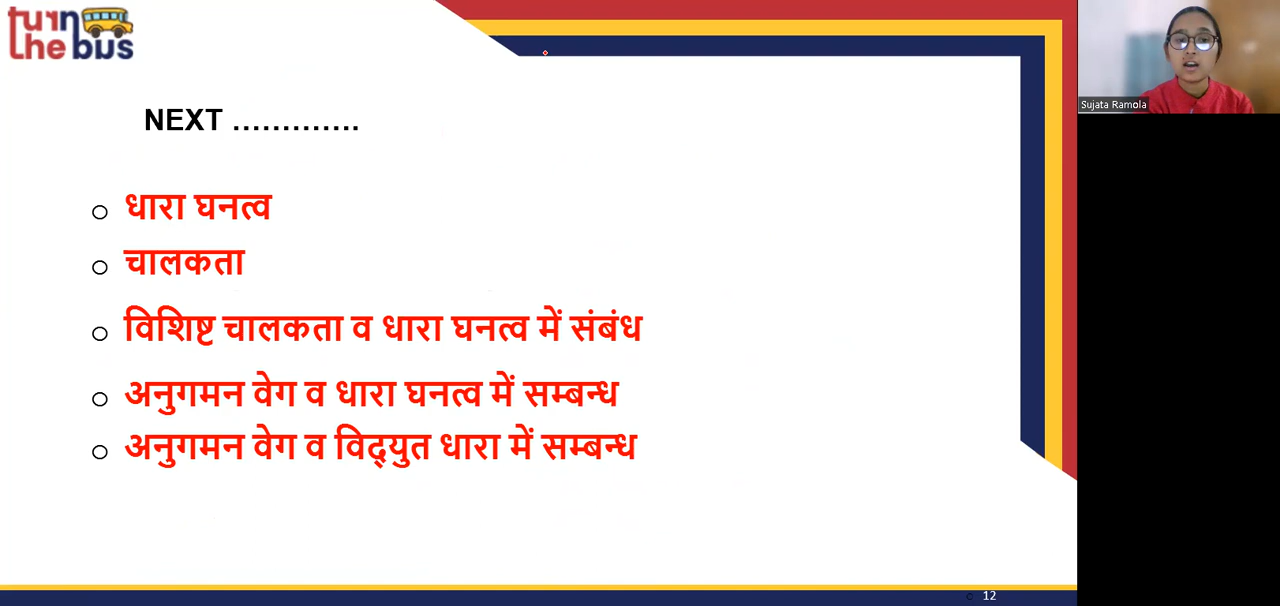 turn
the bus
NEXT .............
धारा घनत्व
चालकता
विशिष्ट चालकता व धारा घनत्व में संबंध
अनुगमन वेग व धारा घनत्व में सम्बन्ध
अनुगमन वेग व विद्युत धारा में सम्बन्ध
12
Sujata Ramola